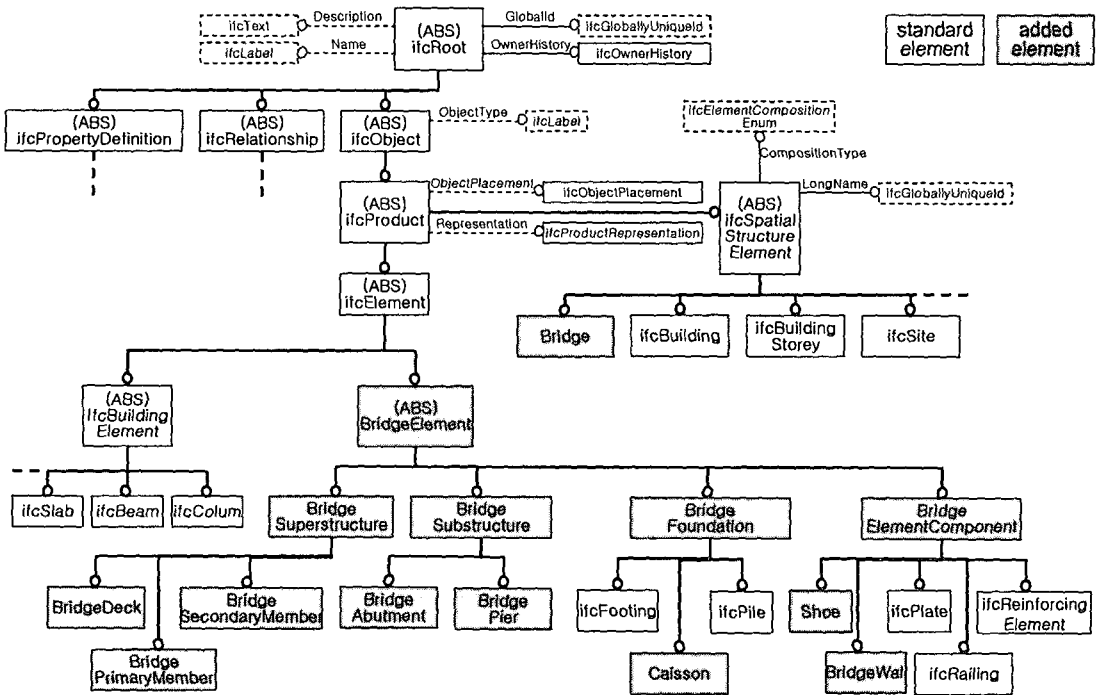 ifcText
Description
(ABS)
ifcRoot
GlobalId
ifcGloballyUniqueId
ifcLabel
Name
OwnerHistory
ifcOwnerHistory
standard
element
added
element
(ABS)
ifcPropertyDefinition
(ABS)
ifcRelationship
(ABS)
ifcObject
ObjectType
ifcLabel
ifcElementComposition
Enum
CompositionType
(ABS)
ifcProduct
ObjectPlacement
ifcObjectPlacement
Representation
ifcProductRepresentation
(ABS)
ifcSpatial
Structure
Element
LongName
ifcGloballyUniqueId
(ABS)
ifcElement
Bridge
ifcBuilding
ifcBuilding
Storey
ifcSite
(ABS)
IfcBuilding
Element
(ABS)
BridgeElement
ifcSlab
ifcBeam
ifcColum
Bridge
Superstructure
Bridge
Substructure
Bridge
Foundation
Bridge
ElementComponent
BridgeDeck
Bridge
SecondaryMember
Bridge
Abutment
Bridge
Pier
ifcFooting
ifcPile
Shoe
ifcPlate
ifcReinforcing
Element
Bridge
PrimaryMember
Caisson
BridgeWal
ifcRailing